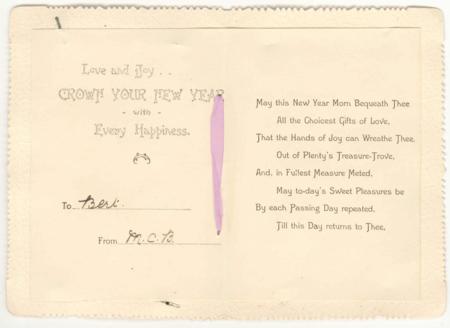 Love and Joy . .
CROWN YOUR NEW YEAR
- with -
Every Happiness.
To Bert.
From M.C.B.
May this New Year Morn Bequeath Thee
All the Choicest Gifts of Love,
That the Hands of Joy can Wreathe Thee,
Out of Plenty's Treasure-Trove,
And, in Fullest Measure Meted,
May to-day's Sweet Pleasures be
By each Passing Day repeated,
Till this Day returns to Thee.